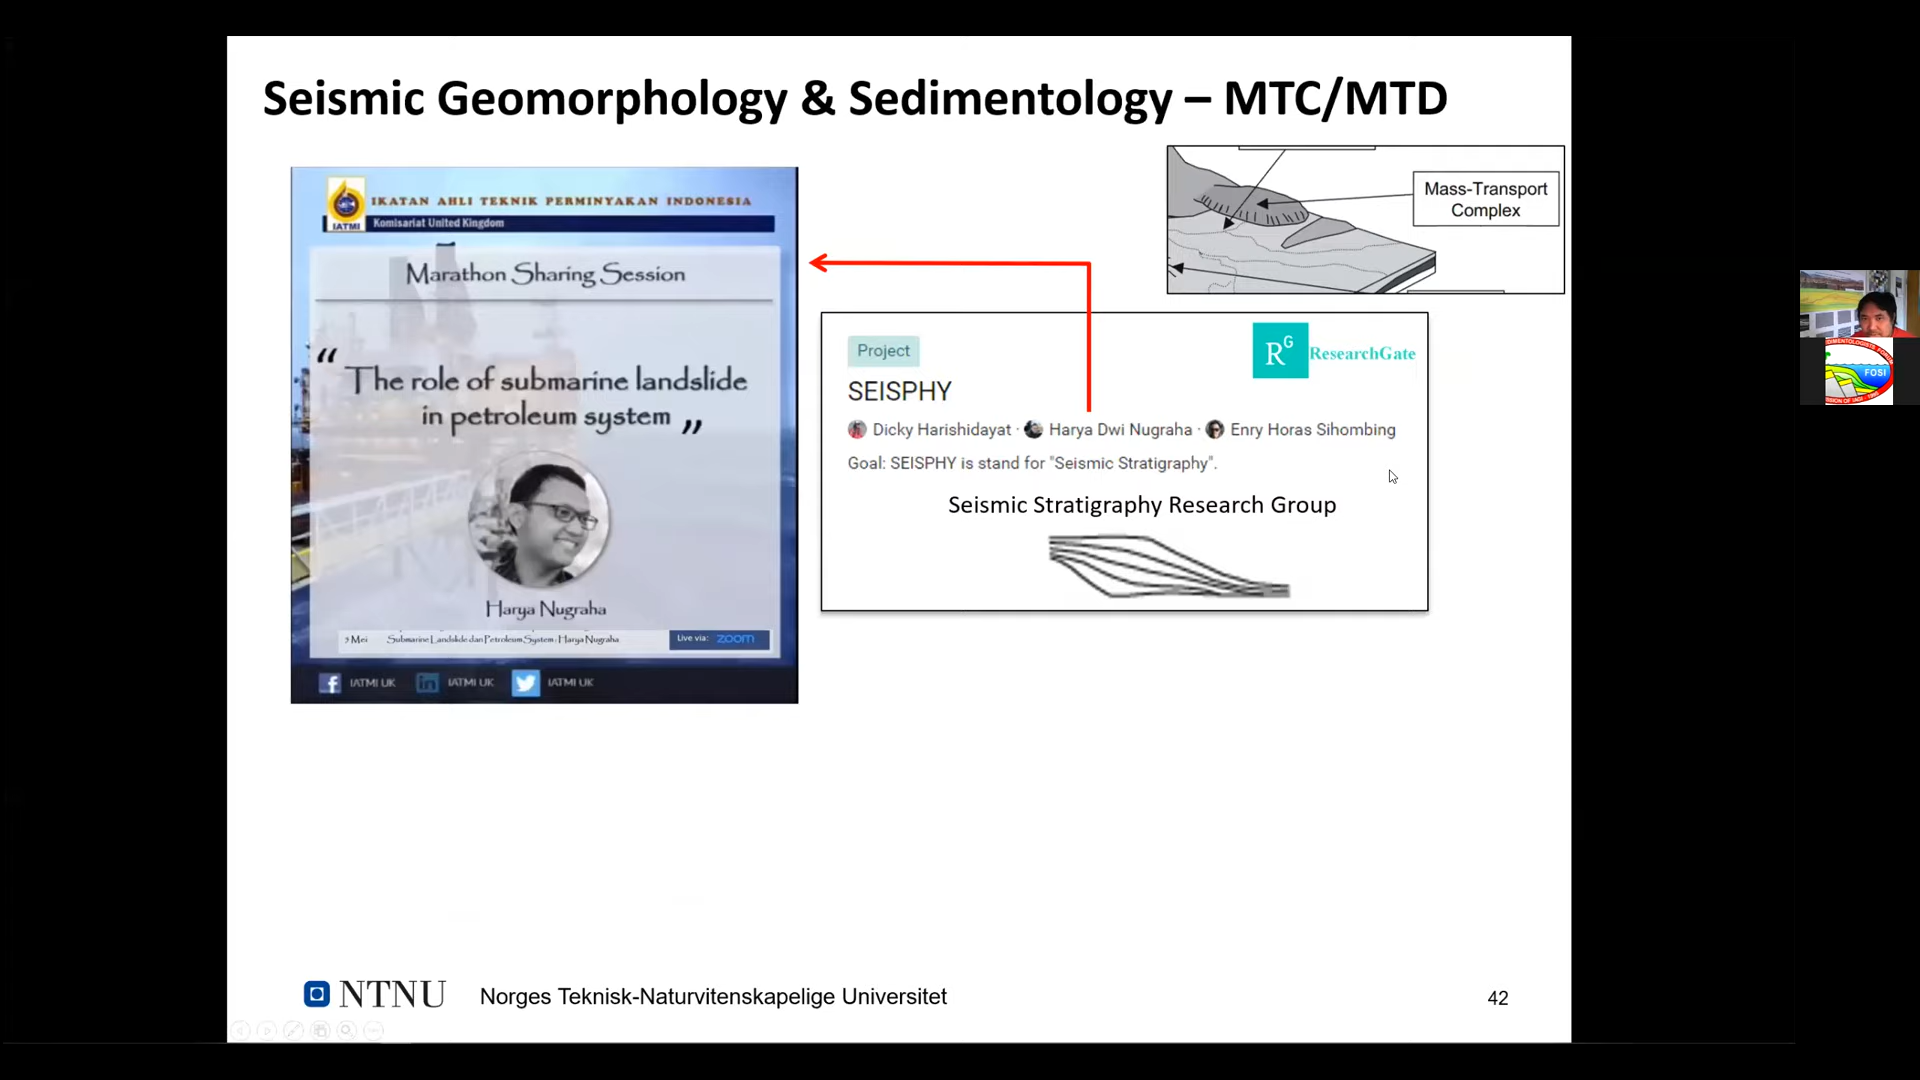 Seismic Geomorphology & Sedimentology – MTC/MTD
IKATAN AHLI TEKNIK PERMINYAKAN INDONESIA
IATMI
Komisariat United Kingdom
Marathon Sharing Session
“ The role of submarine landslide
in petroleum system ”
Harya Nugraha
9 Mei Submarine Landslide dan Petroleum System : Harya Nugraha
Live via: zoom
IATMI UK IATMI UK IATMI UK
Mass-Transport
Complex
Project
RG ResearchGate
SEISPHY
Dicky Harishidayat · Harya Dwi Nugraha · Enry Horas Sihombing
Goal: SEISPHY is stand for "Seismic Stratigraphy".
Seismic Stratigraphy Research Group
FOSI
NTNU Norges Teknisk-Naturvitenskapelige Universitet
42